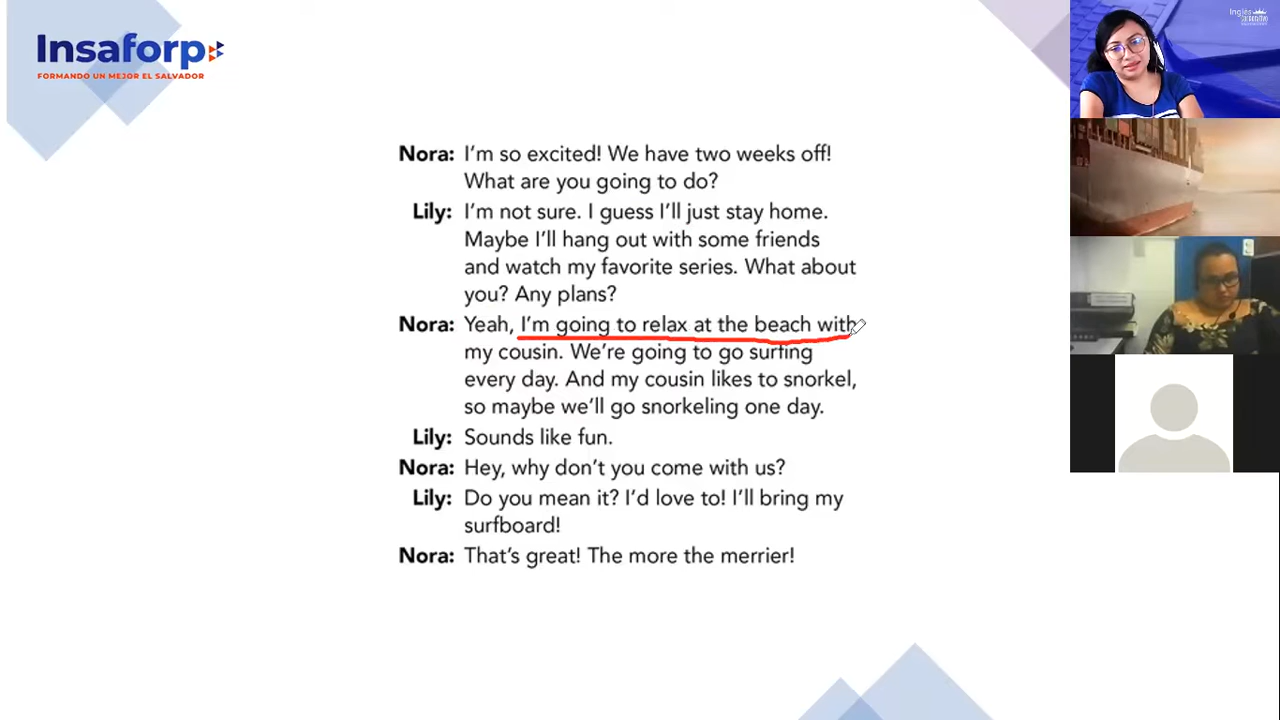 Insaforp
FORMANDO UN MEJOR EL SALVADOR
Nora: I'm so excited! We have two weeks off!
What are you going to do?
Lily: I'm not sure. I guess I'll just stay home.
Maybe I'll hang out with some friends
and watch my favorite series. What about
you? Any plans?
Nora: Yeah, I'm going to relax at the beach with
my cousin. We're going to go surfing
every day. And my cousin likes to snorkel,
so maybe we'll go snorkeling one day.
Lily: Sounds like fun.
Nora: Hey, why don't you come with us?
Lily: Do you mean it? I'd love to! I'll bring my
surfboard!
Nora: That's great! The more the merrier!
Inglés